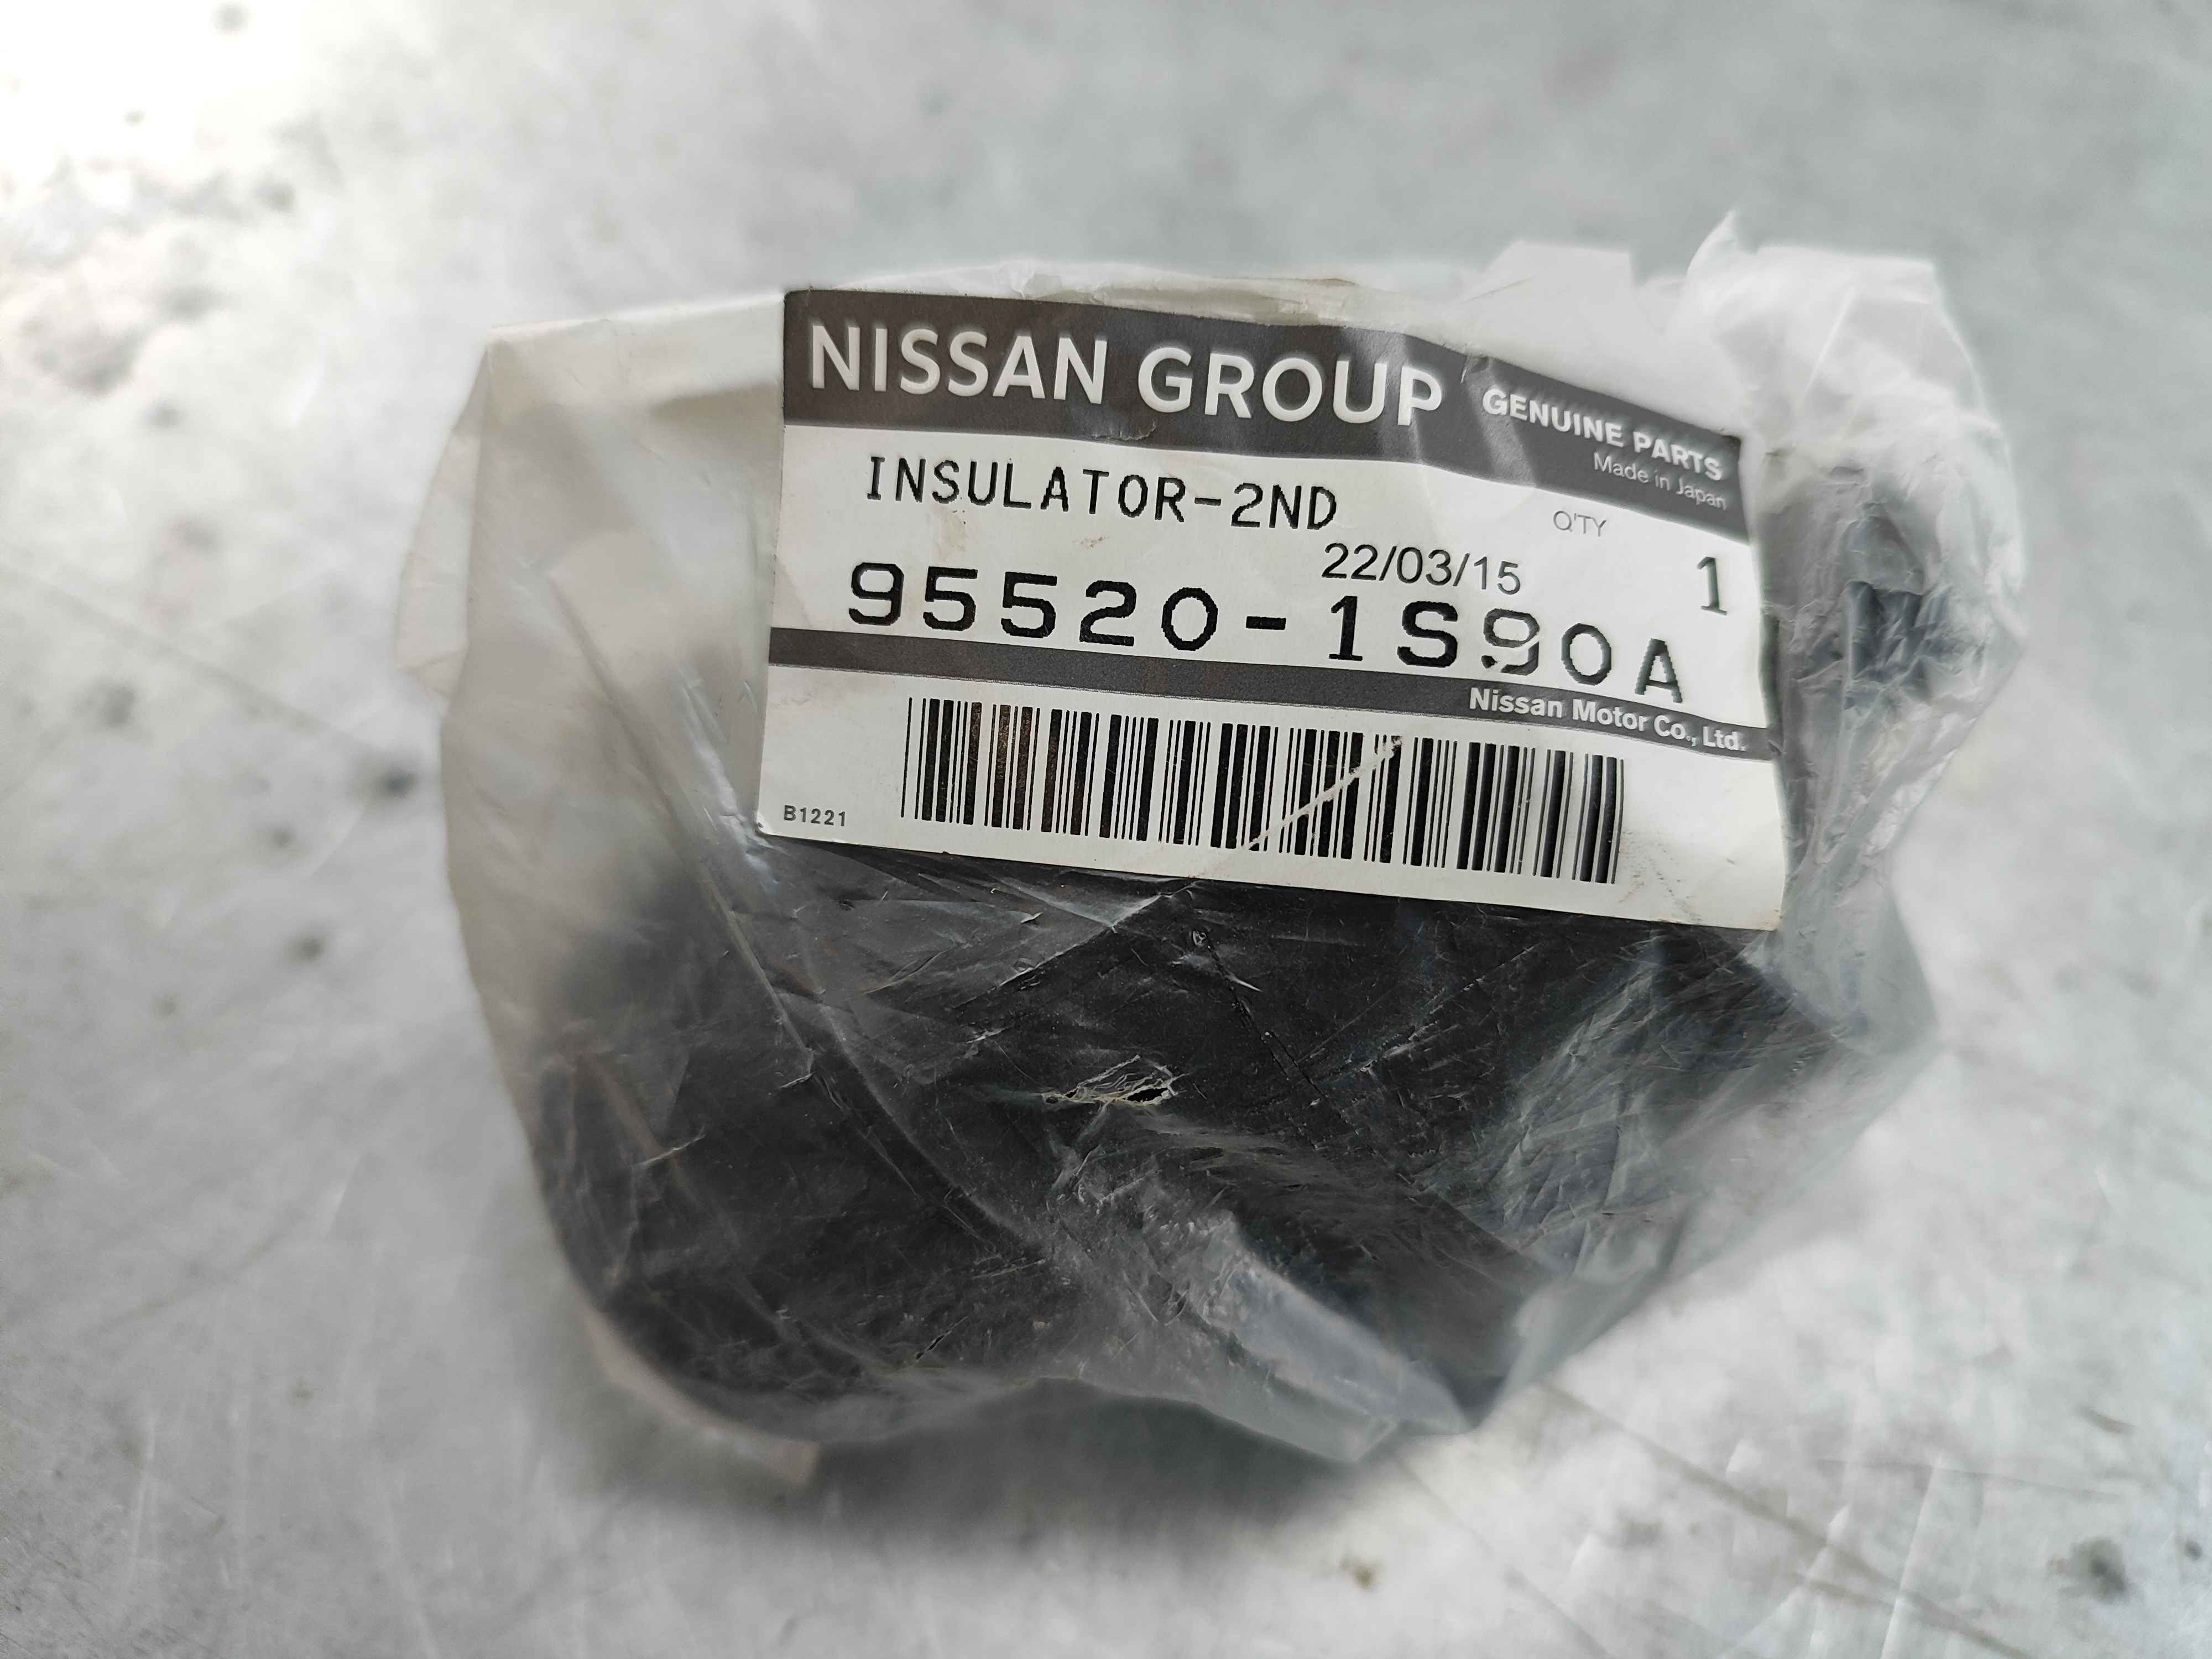 NISSAN GROUP GENUINE PARTS
Made in Japan
INSULATOR-2ND
Q'TY
22/03/15
1
95520-1S90A
Nissan Motor Co., Ltd.
B1221